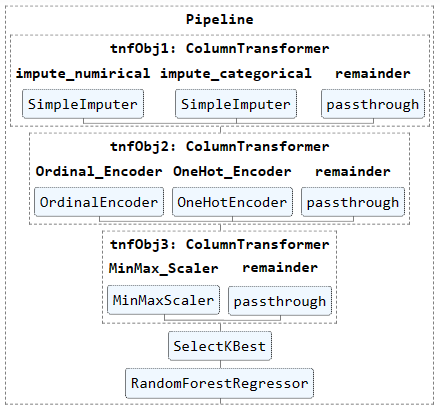 Pipeline
tnfObj1: ColumnTransformer
impute_numirical impute_categorical remainder
SimpleImputer SimpleImputer passthrough
tnfObj2: ColumnTransformer
Ordinal_Encoder OneHot_Encoder remainder
OrdinalEncoder OneHotEncoder passthrough
tnfObj3: ColumnTransformer
MinMax_Scaler remainder
MinMaxScaler passthrough
SelectKBest
RandomForestRegressor